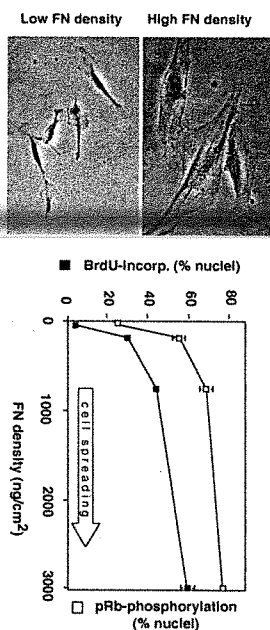 Low FN density
High FN density
■ BrdU-Incorp. (% nuclei)
0 20 40 60 80
0
1000
2000
3000
cell spreading
FN density (ng/cm²)
□ pRb-phosphorylation
(% nuclei)